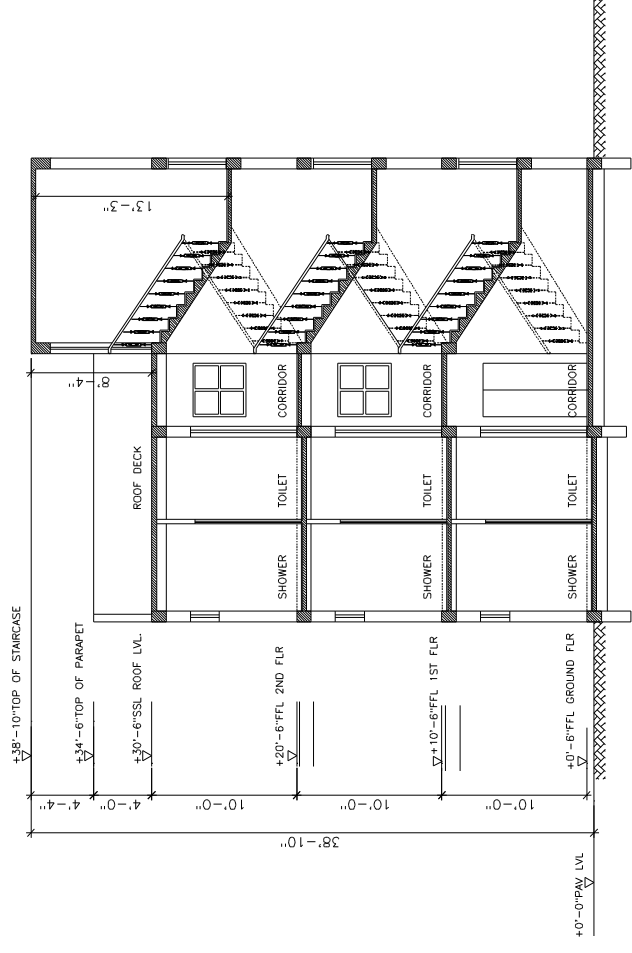 +38'-10"TOP OF STAIRCASE
+34'-6"TOP OF PARAPET
+30'-6"SSL ROOF LVL.
+20'-6"FFL 2ND FLR
+10'-6"FFL 1ST FLR
+0'-6"FFL GROUND FLR
+0'-0"PAV LVL
4'-4"
4'-0"
10'-0"
10'-0"
10'-0"
38'-10"
13'-3"
8'-4"
ROOF DECK
SHOWER
TOILET
CORRIDOR
SHOWER
TOILET
CORRIDOR
SHOWER
TOILET
CORRIDOR